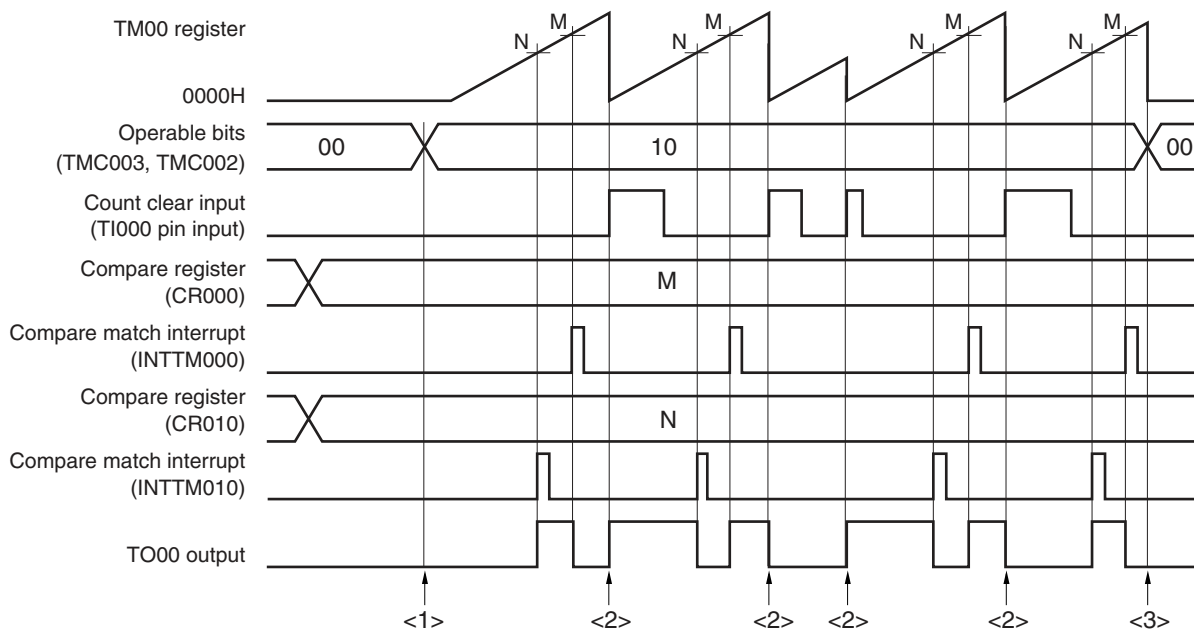 M M M M
TM00 register
N N N N
0000H
Operable bits
(TMC003, TMC002)
00 10 00
Count clear input
(TI000 pin input)
Compare register
(CR000)
M
Compare match interrupt
(INTTM000)
Compare register
(CR010)
N
Compare match interrupt
(INTTM010)
TO00 output
<1> <2> <2> <2> <2> <3>